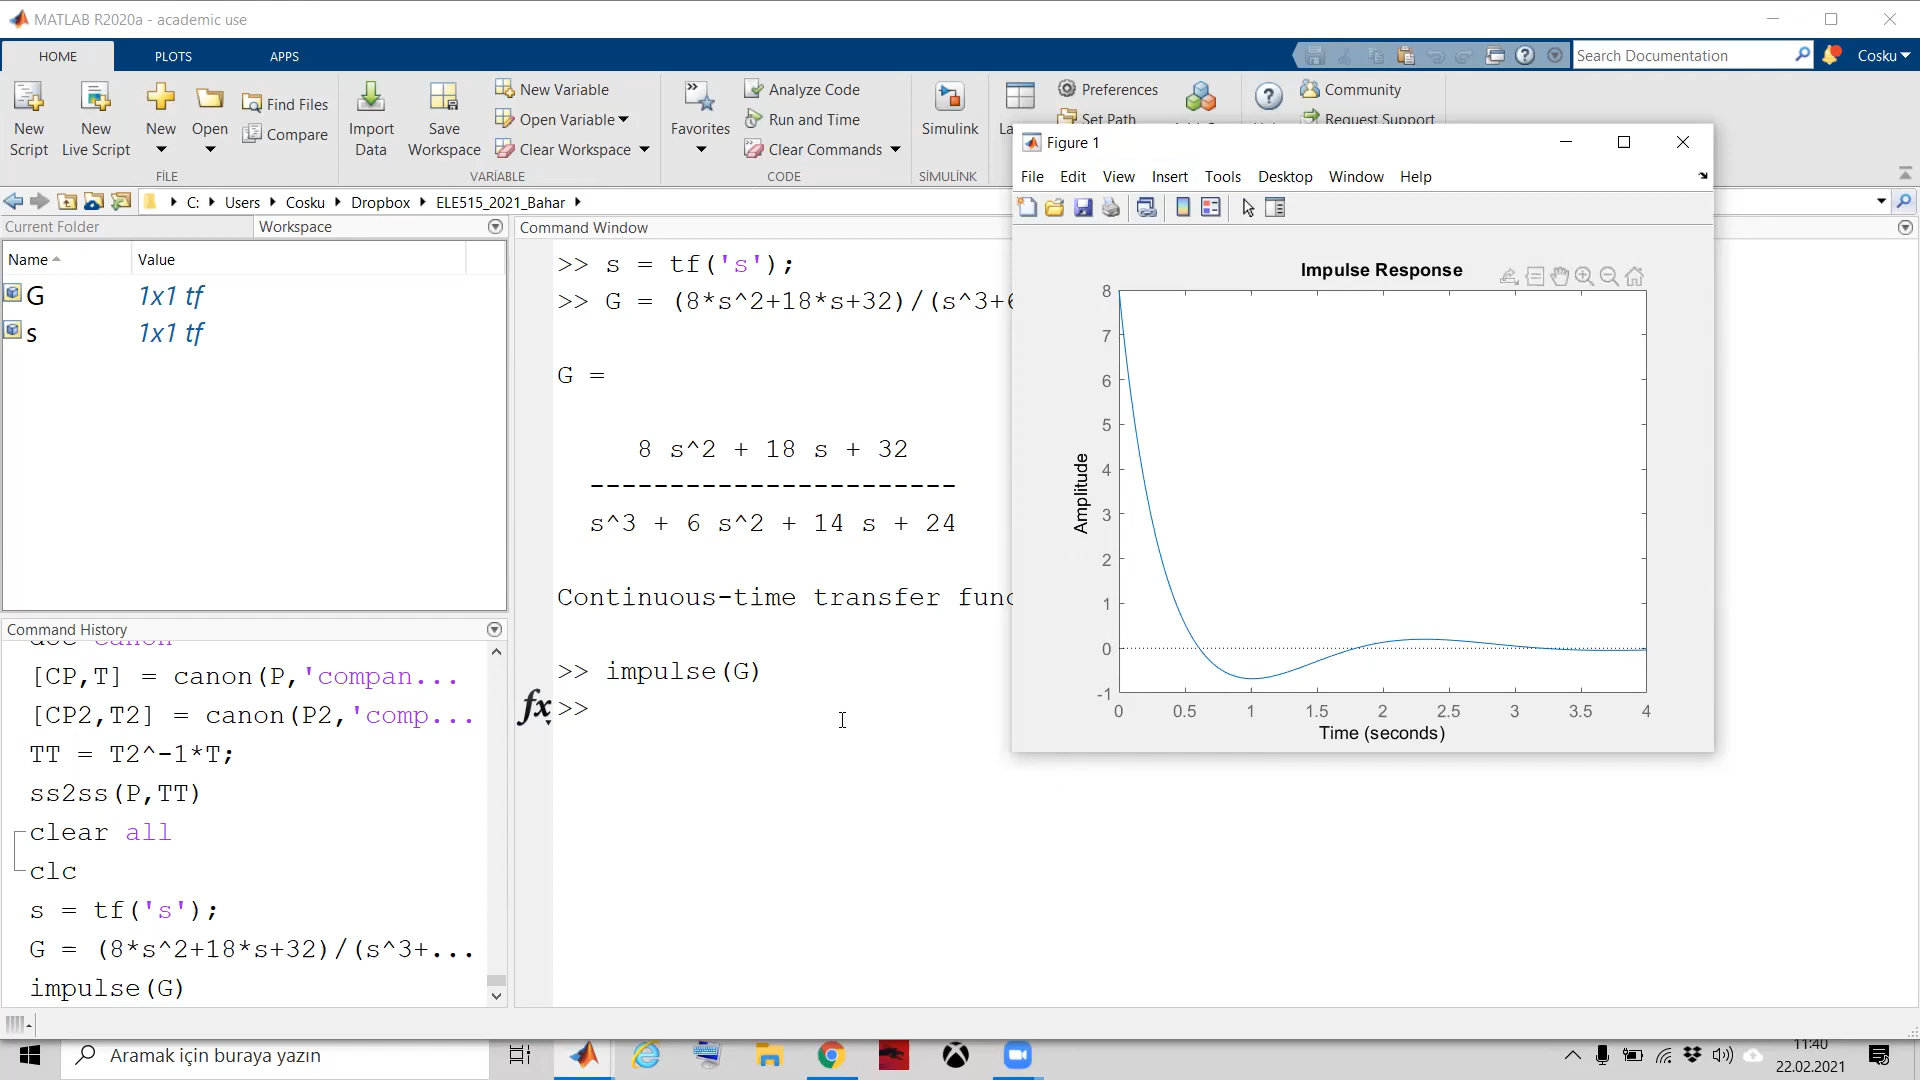 MATLAB R2020a - academic use
HOME PLOTS APPS
Search Documentation
Cosku
New Script
New Live Script
New
Open
Find Files
Compare
FİLE
Import Data
Save Workspace
New Variable
Open Variable
Clear Workspace
VARİABLE
Favorites
Analyze Code
Run and Time
Clear Commands
CODE
Simulink
SİMULİNK
Preferences
Set Path
Community
Request Support
C: Users Cosku Dropbox ELE515_2021_Bahar
Current Folder
Workspace
Name Value
G 1x1 tf
s 1x1 tf
Command History
[CP,T] = canon(P,'compan...
[CP2,T2] = canon(P2,'comp...
TT = T2^-1*T;
ss2ss(P,TT)
clear all
clc
s = tf('s');
G = (8*s^2+18*s+32)/(s^3+...
impulse(G)
Command Window
>> s = tf('s');
>> G = (8*s^2+18*s+32)/(s^3+6
G =
8 s^2 + 18 s + 32
-----------------------
s^3 + 6 s^2 + 14 s + 24
Continuous-time transfer func
>> impulse(G)
fx >>
Figure 1
File Edit View Insert Tools Desktop Window Help
Impulse Response
8
7
6
5
4
3
2
1
0
-1
Amplitude
0 0.5 1 1.5 2 2.5 3 3.5 4
Time (seconds)
Aramak için buraya yazın
11:40
22.02.2021